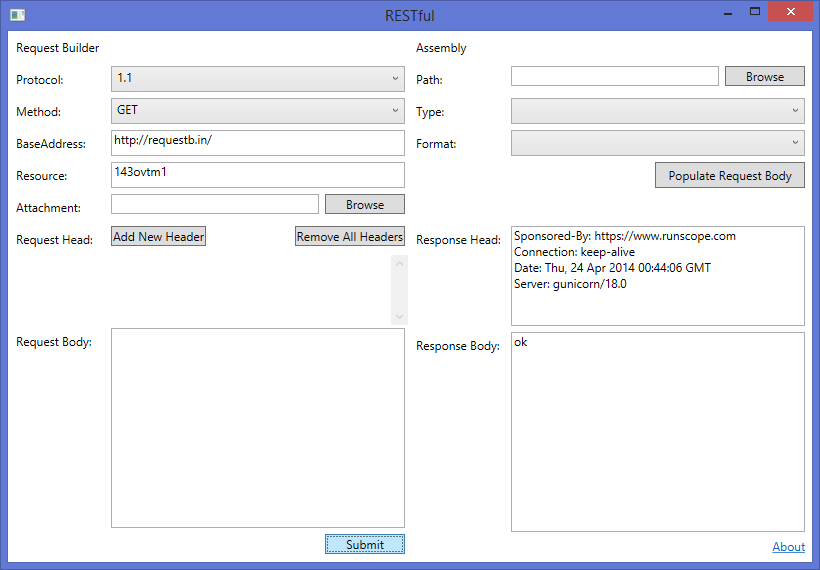 RESTful
Request Builder
Protocol: 1.1
Method: GET
BaseAddress: http://requestb.in/
Resource: 143ovtm1
Attachment: Browse
Request Head: Add New Header Remove All Headers
Request Body:
Submit
Assembly
Path: Browse
Type:
Format:
Populate Request Body
Response Head: Sponsored-By: https://www.runscope.com
Connection: keep-alive
Date: Thu, 24 Apr 2014 00:44:06 GMT
Server: gunicorn/18.0
Response Body: ok
About